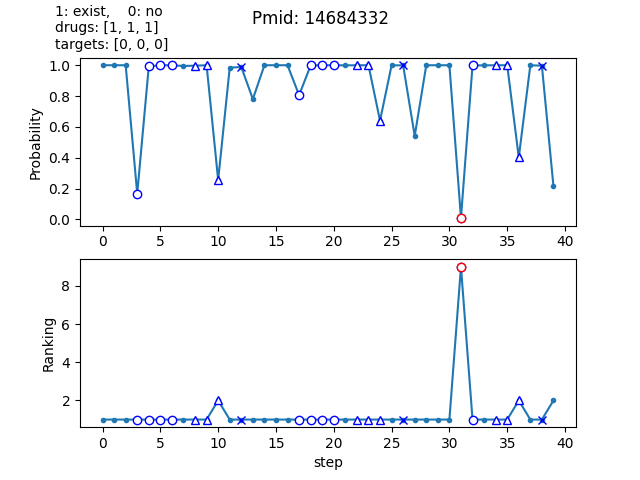 1: exist,    0: no
drugs: [1, 1, 1]
targets: [0, 0, 0]
Pmid: 14684332
Probability
1.0
0.8
0.6
0.4
0.2
0.0
0 5 10 15 20 25 30 35 40
Ranking
8
6
4
2
0 5 10 15 20 25 30 35 40
step